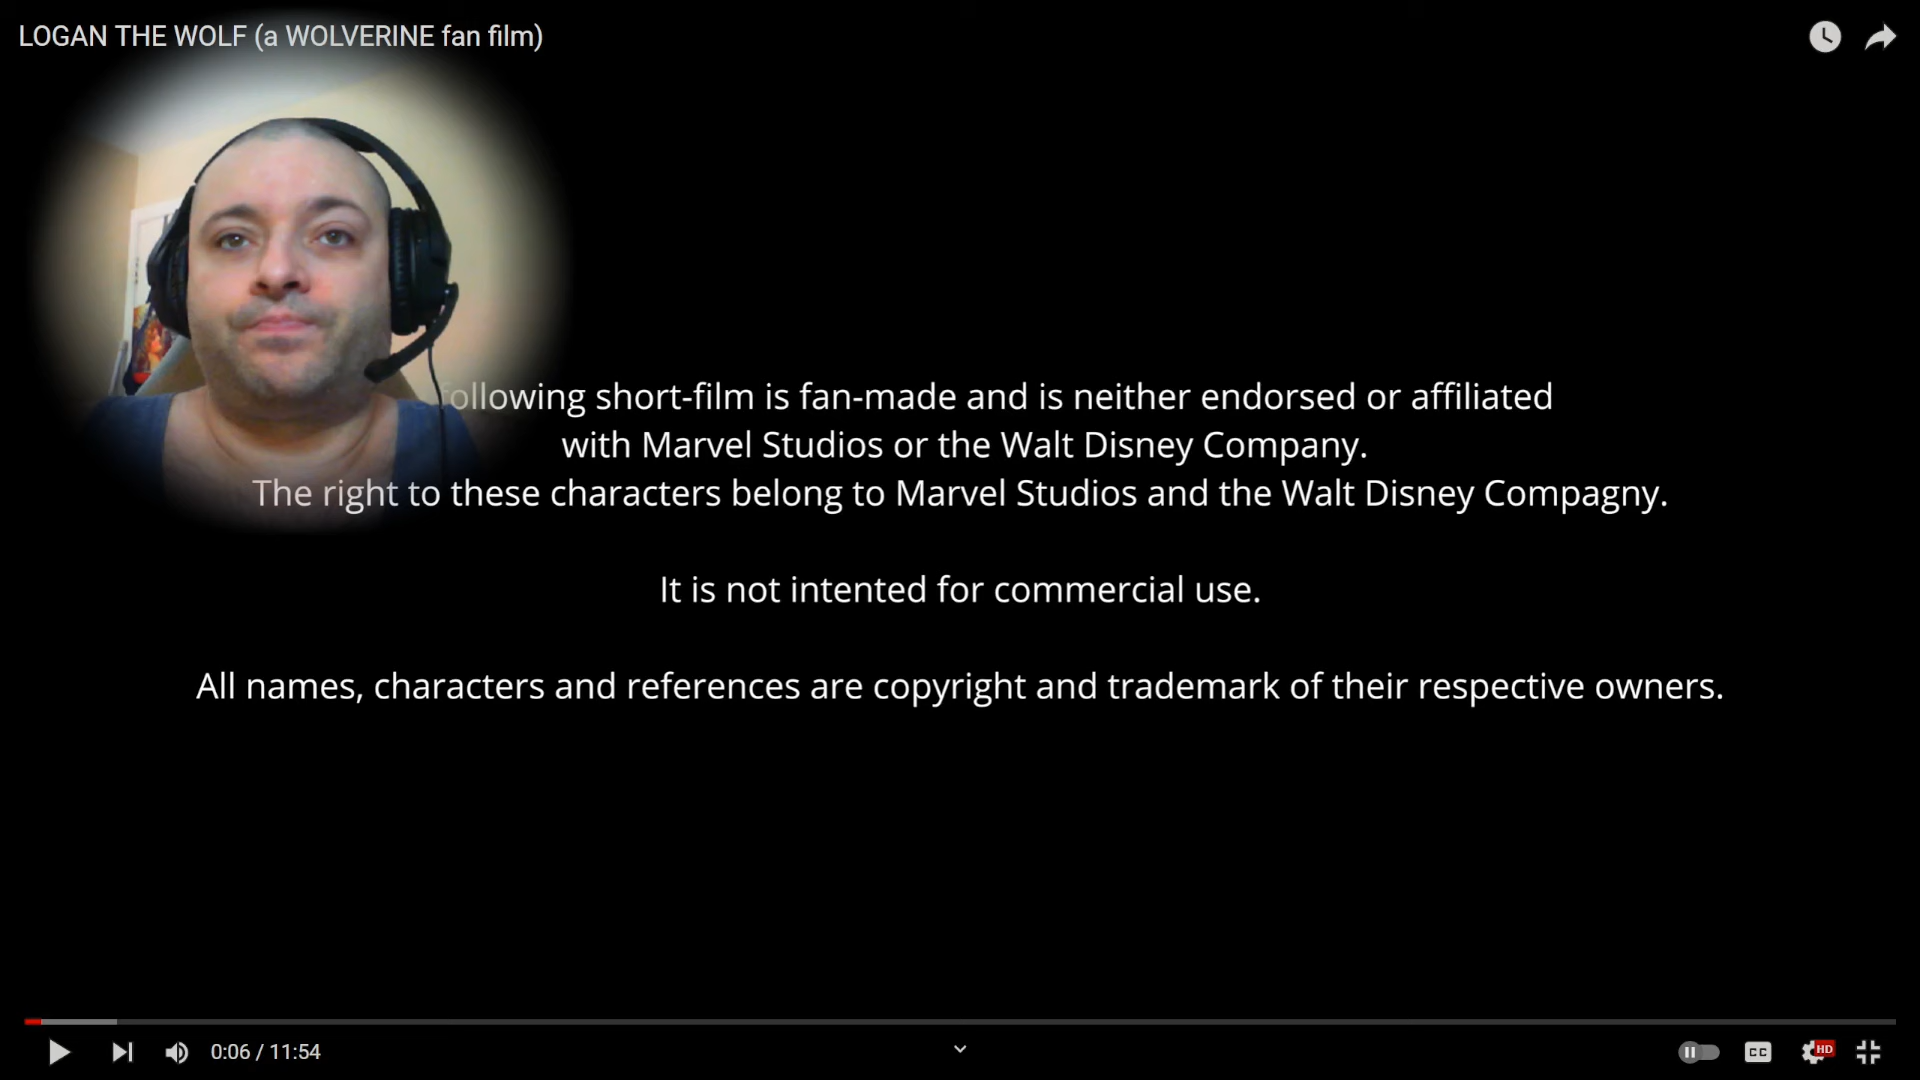 LOGAN THE WOLF (a WOLVERINE fan film)
following short-film is fan-made and is neither endorsed or affiliated
with Marvel Studios or the Walt Disney Company.
The right to these characters belong to Marvel Studios and the Walt Disney Compagny.
It is not intented for commercial use.
All names, characters and references are copyright and trademark of their respective owners.
0:06 / 11:54
CC
HD